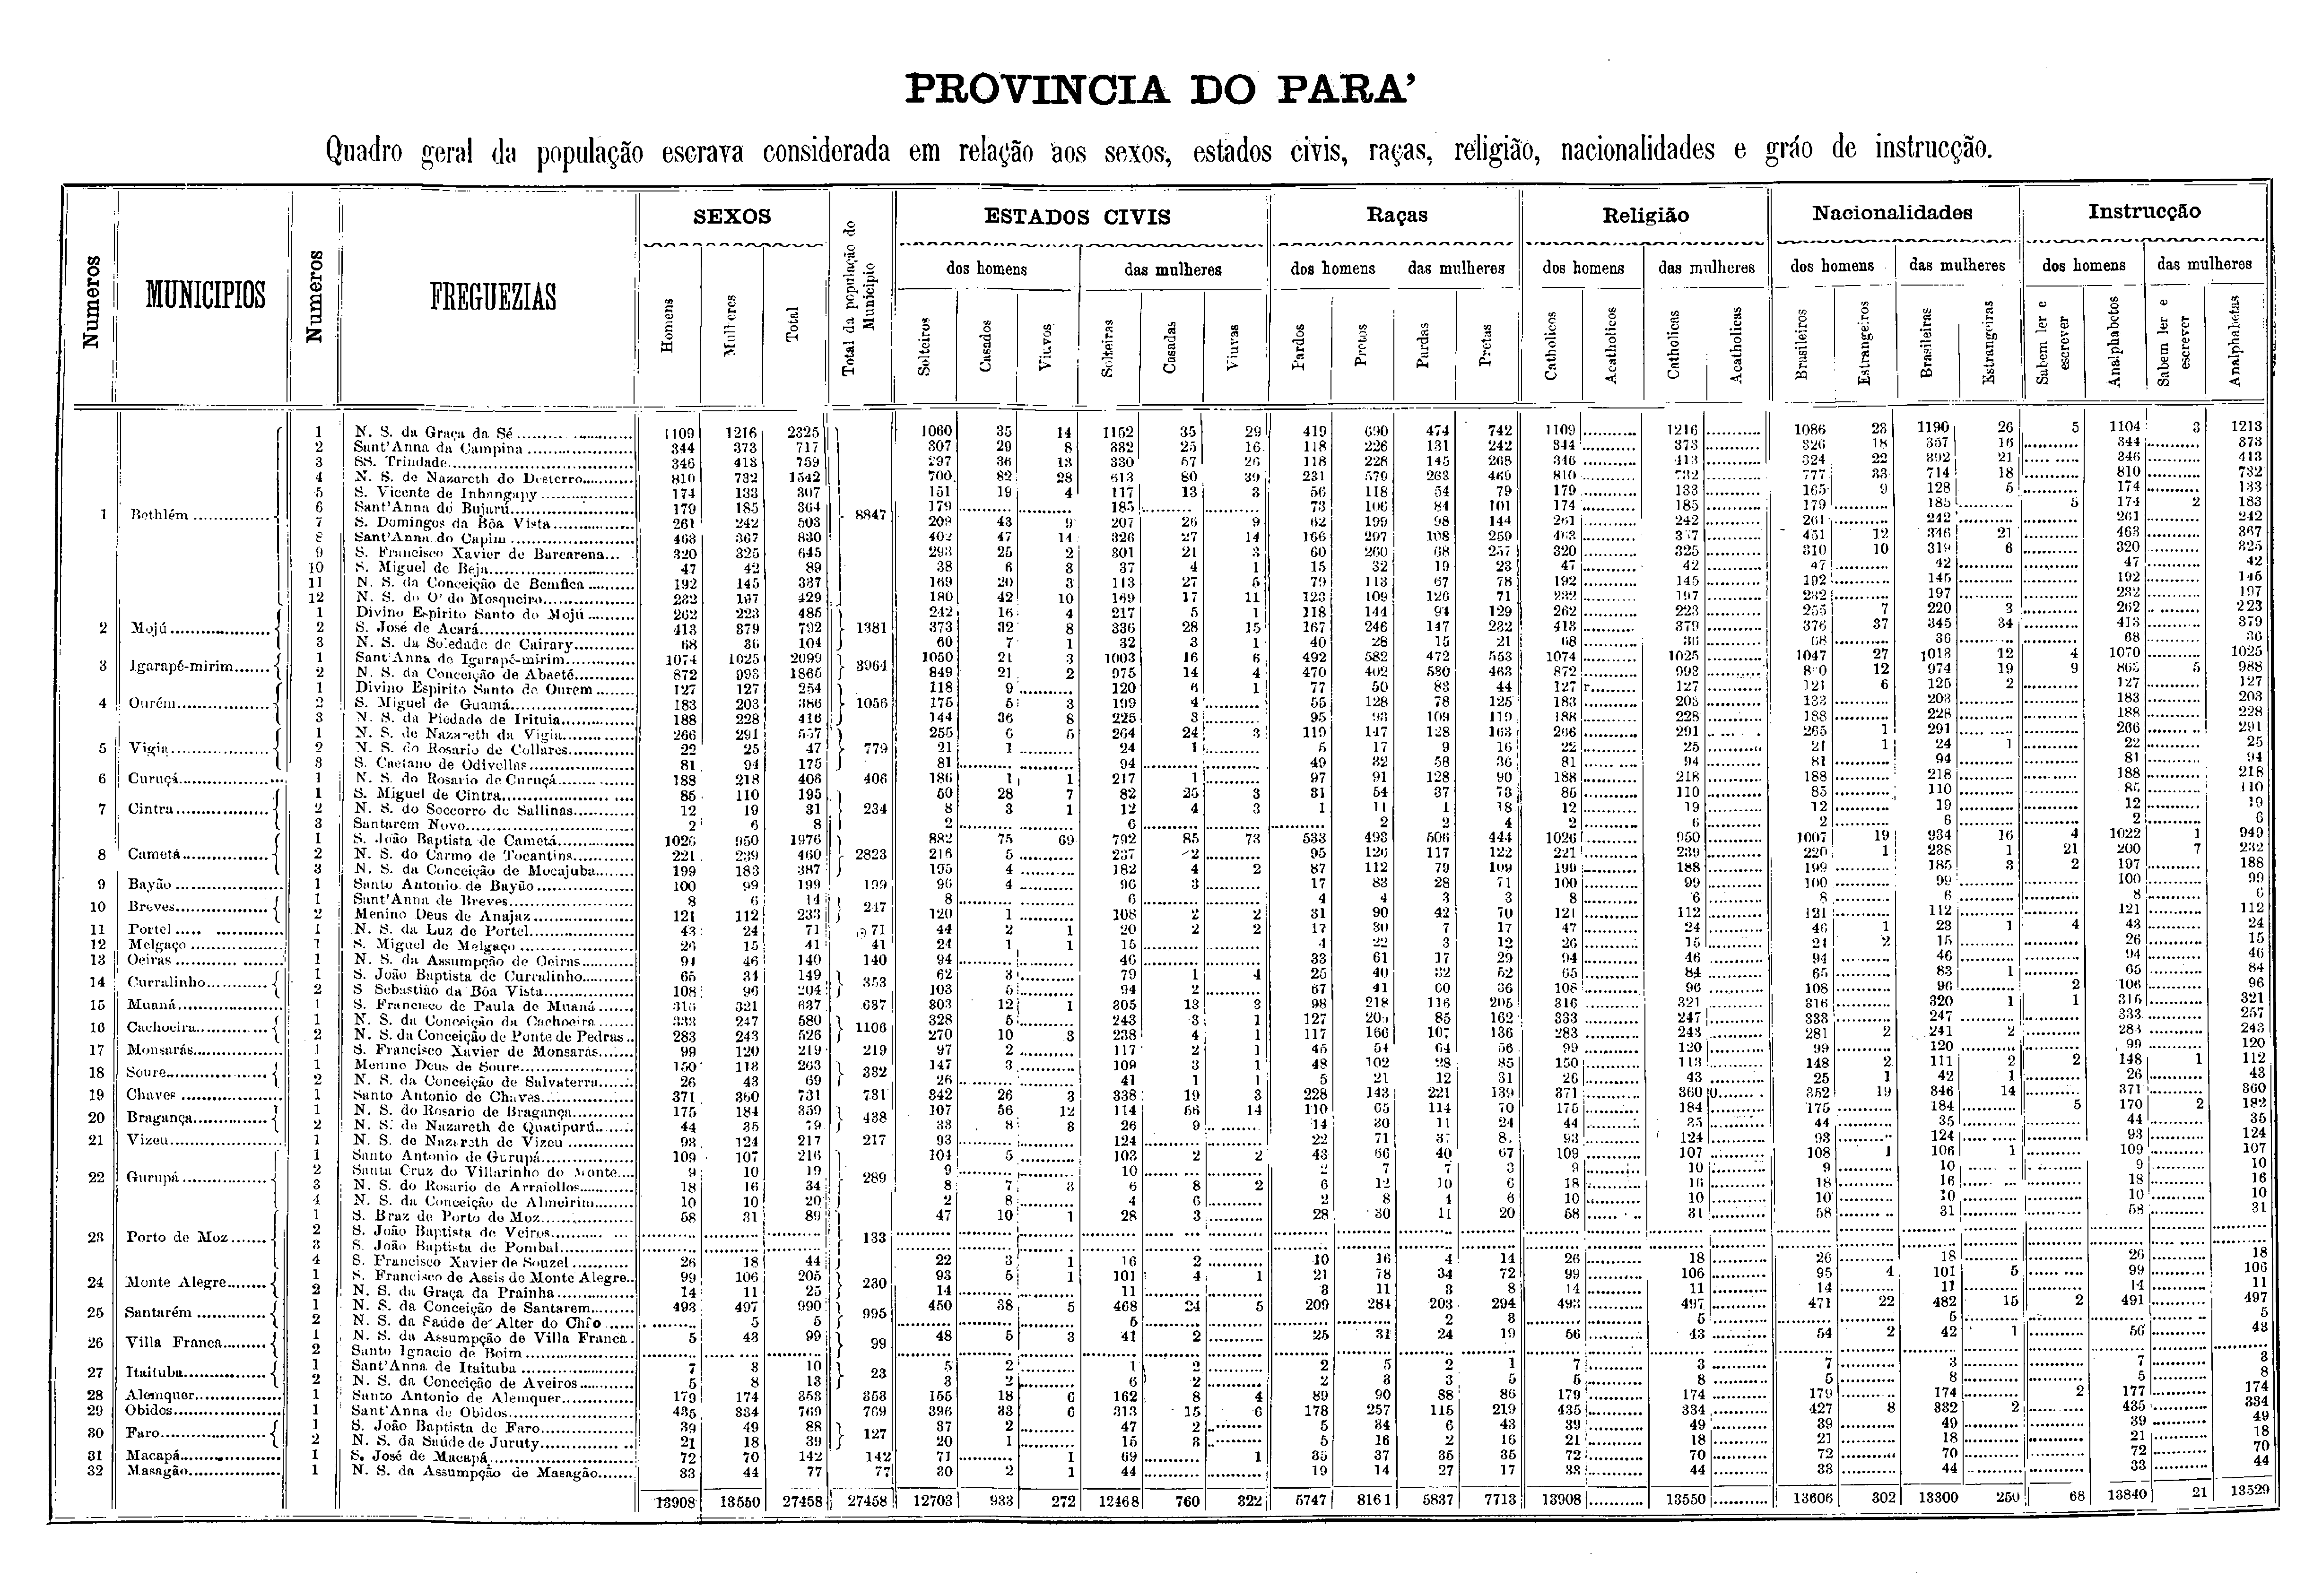 PROVINCIA DO PARA'
Quadro geral da população escrava considerada em relação aos sexos, estados civis, raças, religião, nacionalidades e gráo de instrucção.
Numeros MUNICIPIOS Numeros FREGUEZIAS SEXOS Total da população do Municipio ESTADOS CIVIS Raças Religião Nacionalidades Instrucção
dos homens das mulheres dos homens das mulheres dos homens das mulheres dos homens das mulheres dos homens das mulheres
Homens Mulheres Total Solteiros Casados Viuvos Solteiras Casadas Viuvas Pardos Pretos Pardas Pretas Catholicos Acatholicos Catholicas Acatholicas Brasileiros Estrangeiros Brasileiras Estrangeiras Sabem ler e escrever Analphabetos Sabem ler e escrever Analphabetas
1 Bethlém 8847
1 N. S. da Graça da Sé 1109 1216 2325 1060 35 14 1152 35 29 419 690 474 742 1109 1216 1086 23 1190 26 5 1104 3 1213
2 Sant'Anna da Campina 344 373 717 307 29 8 332 25 16 118 226 131 242 344 373 326 18 357 16 344 373
3 SS. Trindade 346 413 759 297 36 13 330 57 26 118 228 145 268 346 413 324 22 392 21 346 413
4 N. S. de Nazareth do Desterro 810 732 1542 700 82 28 613 80 39 231 579 263 469 810 732 777 33 714 18 810 732
5 S. Vicente de Inhangapy 174 133 307 151 19 4 117 13 3 56 118 54 79 179 133 165 9 128 5 174 133
6 Sant'Anna do Bujarú 179 185 364 179 185 73 106 84 101 174 185 179 185 5 174 2 183
7 S. Domingos da Bôa Vista 261 242 503 209 43 9 207 26 9 62 199 98 144 261 242 261 242 261 242
8 Sant'Anna do Capim 463 367 830 402 47 14 326 27 14 166 297 108 259 463 367 451 12 346 21 463 367
9 S. Francisco Xavier de Barcarena 320 325 645 293 25 2 301 21 3 60 260 68 257 320 325 310 10 319 6 320 325
10 S. Miguel de Beja 47 42 89 38 6 3 37 4 1 15 32 19 23 47 42 47 42 47 42
11 N. S. da Conceição de Bemfica 192 145 337 169 20 3 113 27 5 79 113 67 78 192 145 192 145 192 145
12 N. S. do O' do Mosqueiro 232 197 429 180 42 10 169 17 11 123 109 126 71 232 197 232 197 232 197
2 Mojú 1381
1 Divino Espirito Santo do Mojú 262 223 485 242 16 4 217 5 1 118 144 94 129 262 223 255 7 220 3 262 223
2 S. José de Acará 413 379 792 373 32 8 336 28 15 167 246 147 232 413 379 376 37 345 34 413 379
3 N. S. da Soledade de Cairary 68 36 104 60 7 1 32 3 1 40 28 15 21 68 36 68 36 68 36
3 Igarapé-mirim 3964
1 Sant'Anna de Igarapé-mirim 1074 1025 2099 1050 21 3 1003 16 6 492 582 472 553 1074 1025 1047 27 1013 12 4 1070 1025
2 N. S. da Conceição de Abaeté 872 993 1865 849 21 2 975 14 4 470 402 530 463 872 993 12 974 19 9 863 5 988
4 Ourém 1056
1 Divino Espirito Santo de Ourem 127 127 254 118 9 120 6 1 77 50 83 44 127 127 121 6 125 2 127 127
2 S. Miguel de Guamá 183 203 386 175 5 3 199 4 55 128 78 125 183 203 183 203 183 203
3 N. S. da Piedade de Irituia 188 228 416 144 36 8 225 3 95 93 109 119 188 228 188 228 188 228
5 Vigia 779
1 N. S. de Nazareth da Vigia 266 291 557 255 6 5 264 24 3 119 147 128 163 266 291 265 1 291 266 291
2 N. S. do Rosario de Collares 22 25 47 21 1 24 1 5 17 9 16 22 25 21 1 24 1 22 25
3 S. Caetano de Odivellas 81 94 175 81 94 49 32 58 36 81 94 81 94 81 94
6 Curuçá 1 N. S. do Rosario de Curuçá 188 218 406 406 186 1 1 217 1 97 91 128 90 188 218 188 218 188 218
7 Cintra 234
1 S. Miguel de Cintra 85 110 195 50 28 7 82 25 3 31 54 37 73 85 110 85 110 85 110
2 N. S. do Soccorro de Sallinas 12 19 31 8 3 1 12 4 3 1 11 1 18 12 19 12 19 12 19
3 Santarem Novo 2 6 8 2 6 2 2 4 2 6 2 6 2 6
8 Cametá 2823
1 S. João Baptista de Cametá 1026 950 1976 882 75 69 792 85 73 533 493 506 444 1026 950 1007 19 934 16 4 1022 1 949
2 N. S. do Carmo de Tocantins 221 239 460 216 5 237 2 95 126 117 122 221 239 220 1 238 1 21 200 7 232
3 N. S. da Conceição de Mocajuba 199 183 387 195 4 182 4 2 87 112 79 109 199 188 199 185 3 2 197 188
9 Bayão 1 Santo Antonio de Bayão 100 99 199 199 96 4 96 3 17 83 28 71 100 99 100 99 100 99
10 Breves 247
1 Sant'Anna de Breves 8 6 14 8 6 4 4 3 3 8 6 8 6 8 6
2 Menino Deus de Anajaz 121 112 233 120 1 108 2 2 31 90 42 70 121 112 121 112 121 112
11 Portel 1 N. S. da Luz de Portel 43 24 71 71 44 2 1 20 2 2 17 30 7 17 47 24 46 1 23 1 4 43 24
12 Melgaço 1 S. Miguel de Melgaço 26 15 41 41 24 1 1 15 4 22 3 12 26 15 24 2 15 26 15
13 Oeiras 1 N. S. da Assumpção de Oeiras 94 46 140 140 94 46 33 61 17 29 94 46 94 46 94 46
14 Curralinho 353
1 S. João Baptista de Curralinho 65 34 149 62 3 79 1 4 25 40 32 52 65 84 65 83 1 65 84
2 S Sebastião da Bôa Vista 108 96 204 103 5 94 2 67 41 60 36 108 96 108 96 2 106 96
15 Muaná 1 S. Francisco de Paula de Muaná 316 321 637 637 303 12 1 305 13 3 98 218 116 205 316 321 316 320 1 1 315 321
16 Cachoeira 1106
1 N. S. da Conceição da Cachoeira 333 247 580 328 5 243 3 1 127 206 85 162 333 247 333 247 333 257
2 N. S. da Conceição de Ponte de Pedras 283 243 526 270 10 3 238 4 1 117 166 107 136 283 243 281 2 241 2 283 243
17 Monsarás 1 S. Francisco Xavier de Monsarás 99 120 219 219 97 2 117 2 1 45 54 64 56 99 120 99 120 99 120
18 Soure 332
1 Menino Deus de Soure 150 113 263 147 3 109 3 1 48 102 28 85 150 113 148 2 111 2 2 148 1 112
2 N. S. da Conceição de Salvaterra 26 43 69 26 41 1 1 5 21 12 31 26 43 25 1 42 1 26 43
19 Chaves 1 Santo Antonio de Chaves 371 360 731 731 342 26 3 338 19 3 228 143 221 139 371 360 352 19 346 14 371 360
20 Bragança 438
1 N. S. do Rosario de Bragança 175 184 359 107 56 12 114 56 14 110 65 114 70 175 184 175 184 5 170 2 182
2 N. S. de Nazareth de Quatipurú 44 35 79 33 8 8 26 9 14 30 11 24 44 35 44 35 44 35
21 Vizeu 1 N. S. de Nazareth de Vizeu 93 124 217 217 93 124 22 71 37 93 124 93 124 93 124
22 Gurupá 289
1 Santo Antonio de Gurupá 109 107 216 104 5 103 2 2 43 66 40 67 109 107 108 1 106 1 109 107
2 Santa Cruz do Villarinho do Monte 9 10 19 9 10 2 7 7 3 9 10 9 10 9 10
3 N. S. do Rosario de Arraiollos 18 16 34 8 7 3 6 8 2 6 12 10 6 18 16 18 16 18 16
4 N. S. da Conceição de Almeirim 10 10 20 2 8 4 6 2 8 4 6 10 10 10 10 10 10
23 Porto de Moz 133
1 S. Braz de Porto de Moz 58 31 89 47 10 1 28 3 28 30 11 20 58 31 58 31 58 31
2 S. João Baptista de Veiros
3 S. João Baptista de Pombal
4 S. Francisco Xavier de Souzel 26 18 44 22 3 1 16 2 10 16 4 14 26 18 26 18 26 18
24 Monte Alegre 230
1 S. Francisco de Assis de Monte Alegre 99 106 205 93 5 1 101 4 1 21 78 34 72 99 106 95 4 101 5 99 106
2 N. S. da Graça da Prainha 14 11 25 14 11 3 11 3 8 14 11 14 11 14 11
25 Santarém 995
1 N. S. da Conceição de Santarem 493 497 990 450 38 5 468 24 5 209 284 203 294 493 497 471 22 482 15 2 491 497
2 N. S. da Saúde de Alter do Chão 5 5 5 2 3 5 5 5
26 Villa Franca 99
1 N. S. da Assumpção de Villa Franca 5 43 99 48 5 3 41 2 25 31 24 19 56 43 54 2 42 1 56 43
2 Santo Ignacio de Boim
27 Itaituba 23
1 Sant'Anna de Itaituba 7 3 10 5 2 1 2 2 5 2 1 7 3 7 3 7 3
2 N. S. da Conceição de Aveiros 5 8 13 3 2 6 2 2 3 3 5 5 8 5 8 5 8
28 Alemquer 1 Santo Antonio de Alemquer 179 174 353 353 155 18 6 162 8 4 89 90 88 86 179 174 179 174 2 177 174
29 Obidos 1 Sant'Anna de Obidos 435 334 769 769 396 33 6 313 15 6 178 257 115 219 435 334 427 8 332 2 435 334
30 Faro 127
1 S. João Baptista de Faro 39 49 88 37 2 47 2 5 34 6 43 39 49 39 49 39 49
2 N. S. da Saúde de Juruty 21 18 39 20 1 15 3 5 16 2 16 21 18 21 18 21 18
31 Macapá 1 S. José de Macapá 72 70 142 142 71 1 69 1 35 37 35 35 72 70 72 70 72 70
32 Masagão 1 N. S. da Assumpção de Masagão 33 44 77 77 30 2 1 44 19 14 27 17 33 44 33 44 33 44
13908 13550 27458 27458 12703 933 272 12468 760 322 5747 8161 5837 7713 13908 13550 13606 302 13300 250 68 13840 21 13529